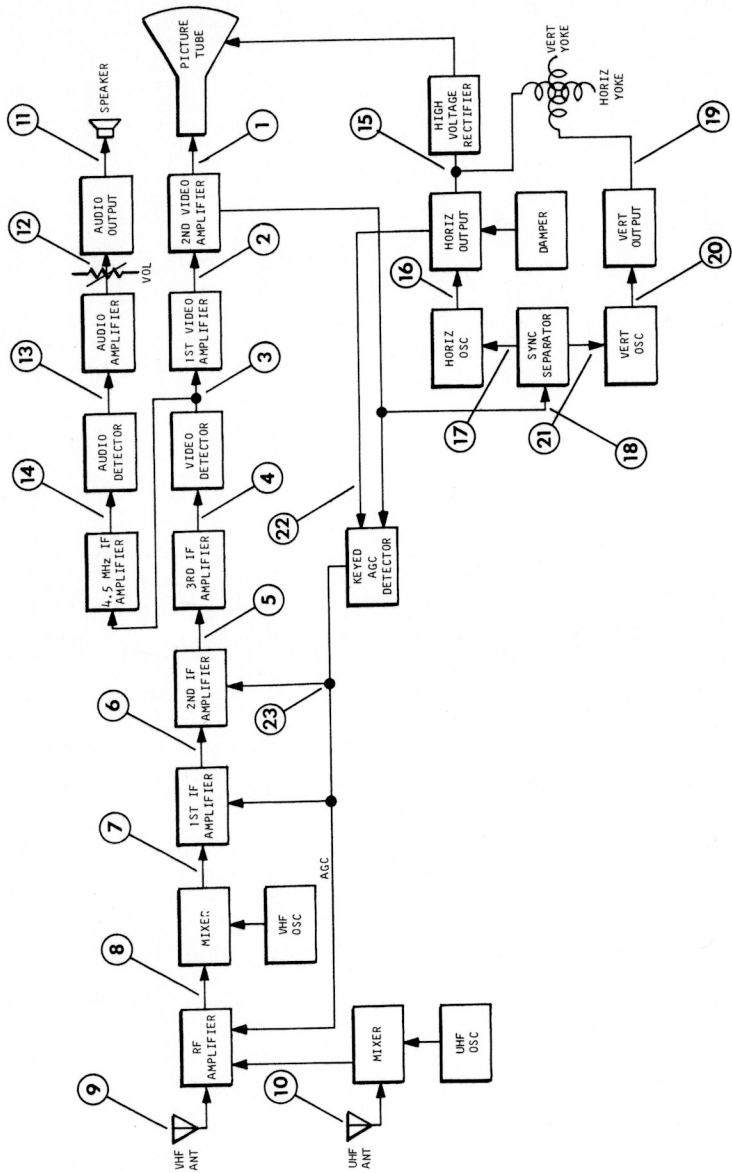 9
VHF
ANT
RF
AMPLIFIER
8
MIXER
VHF
OSC
7
1ST IF
AMPLIFIER
6
2ND IF
AMPLIFIER
5
3RD IF
AMPLIFIER
4
VIDEO
DETECTOR
3
1ST VIDEO
AMPLIFIER
2
2ND VIDEO
AMPLIFIER
1
PICTURE
TUBE
4.5 MHz IF
AMPLIFIER
14
AUDIO
DETECTOR
13
AUDIO
AMPLIFIER
12
VOL
AUDIO
OUTPUT
11
SPEAKER
10
UHF
ANT
MIXER
UHF
OSC
AGC
23
KEYED
AGC
DETECTOR
22
HORIZ
OSC
16
HORIZ
OUTPUT
15
HIGH
VOLTAGE
RECTIFIER
17
SYNC
SEPARATOR
18
21
DAMPER
VERT
OSC
20
VERT
OUTPUT
19
VERT
YOKE
HORIZ
YOKE